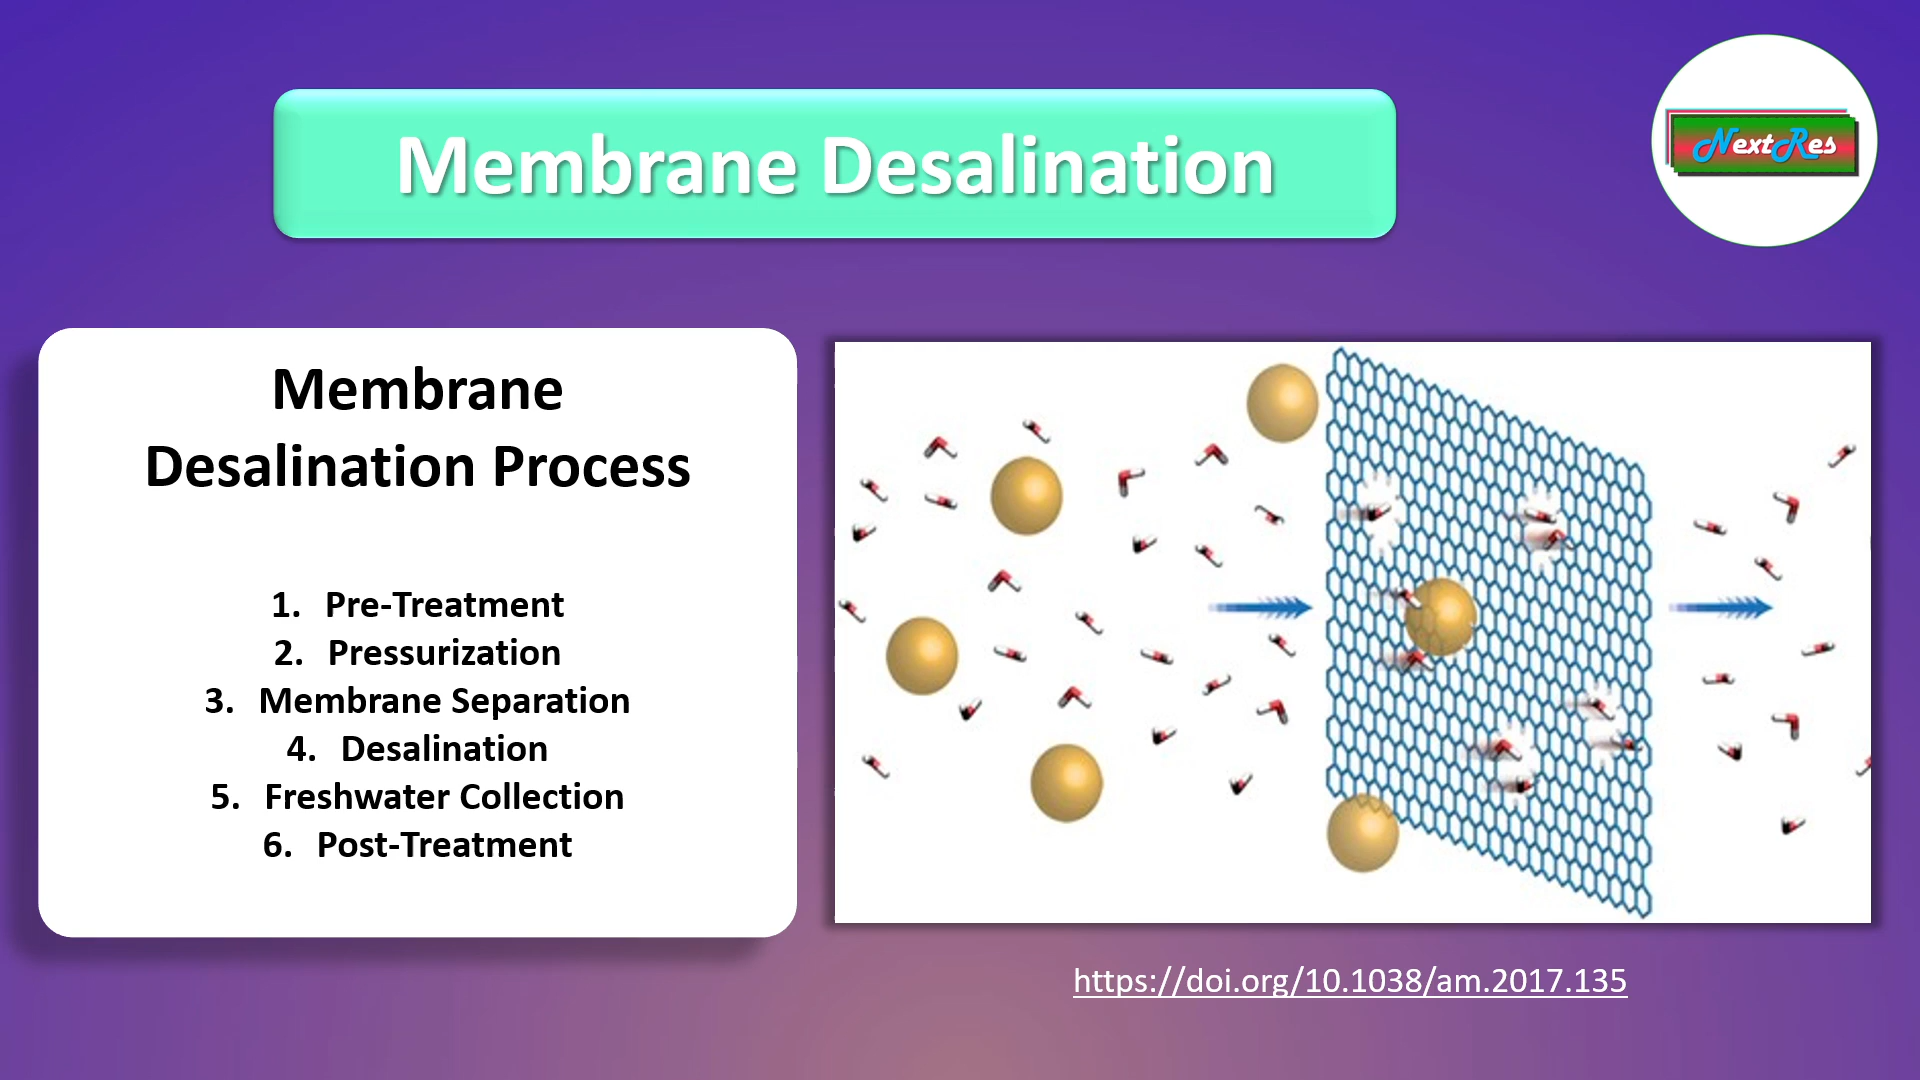 Membrane Desalination
NextRes
Membrane
Desalination Process
1. Pre-Treatment
2. Pressurization
3. Membrane Separation
4. Desalination
5. Freshwater Collection
6. Post-Treatment
https://doi.org/10.1038/am.2017.135